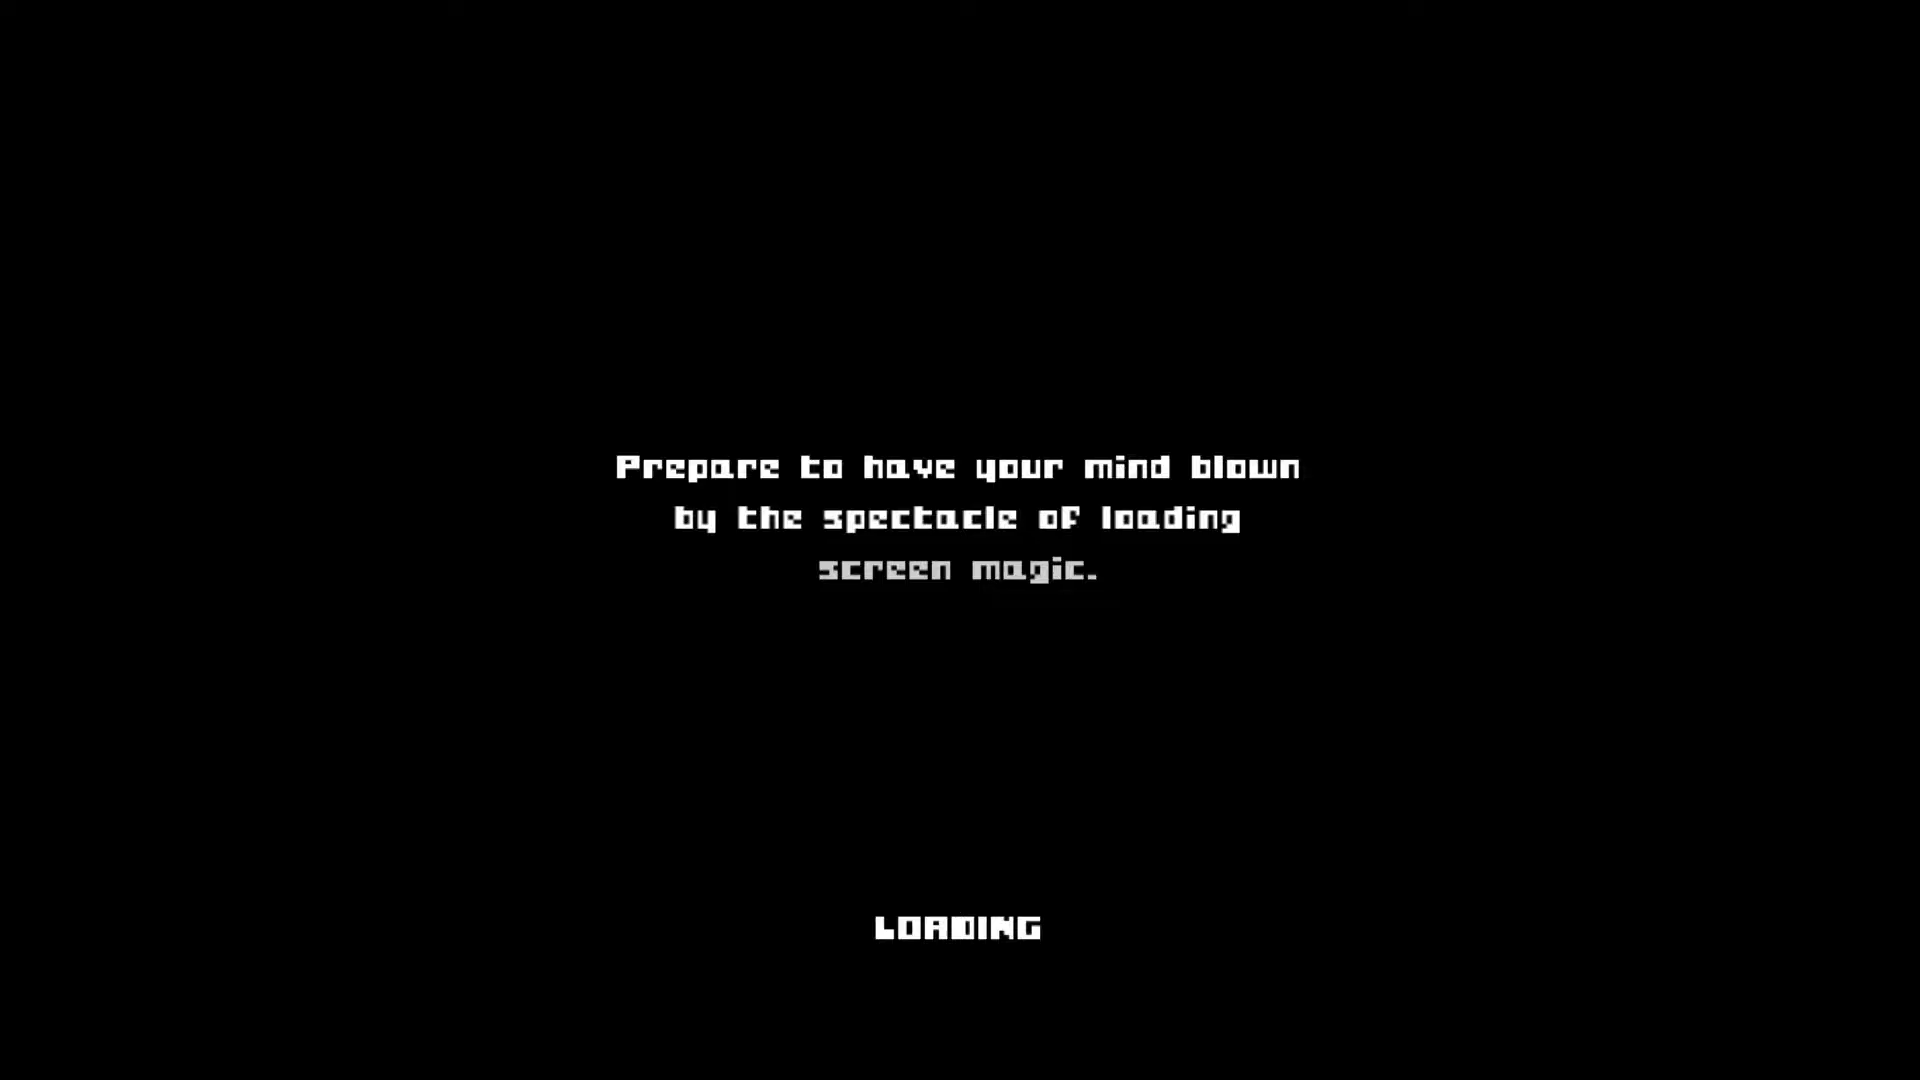 Prepare to have your mind blown
by the spectacle of loading
screen magic.
LOADING